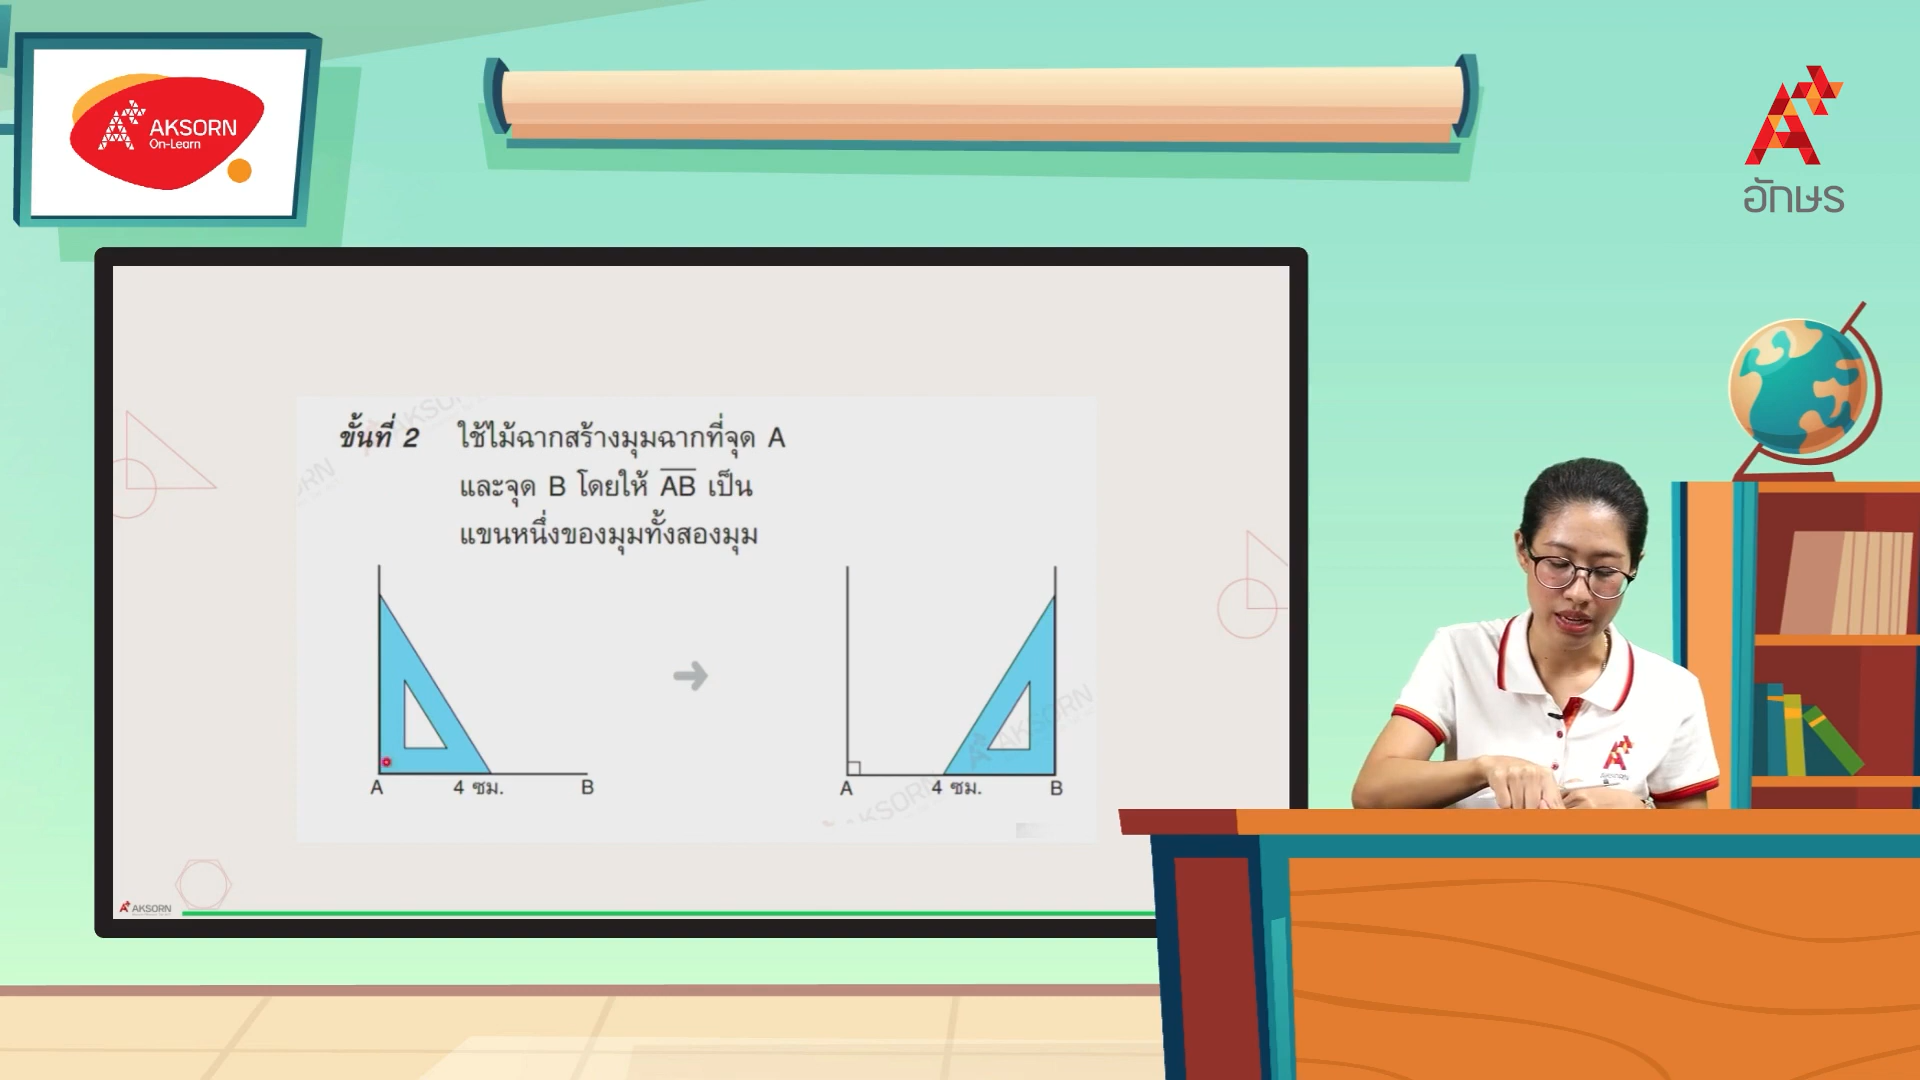 AKSORN
On-Learn
อักษร
ขั้นที่ 2 ใช้ไม้ฉากสร้างมุมฉากที่จุด A
และจุด B โดยให้ AB เป็น
แขนหนึ่งของมุมทั้งสองมุม
A 4 ซม. B
A 4 ซม. B
AKSORN
AKSORN
AKSORN
AKSORN